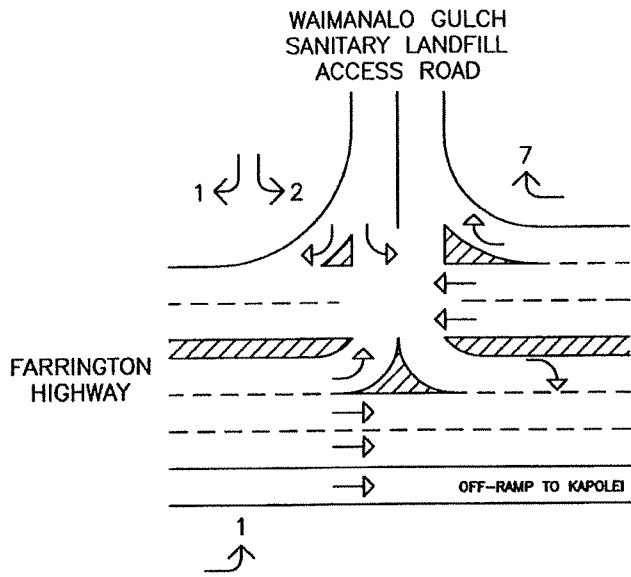 WAIMANALO GULCH
SANITARY LANDFILL
ACCESS ROAD
7
1 2
FARRINGTON
HIGHWAY
OFF-RAMP TO KAPOLEI
1